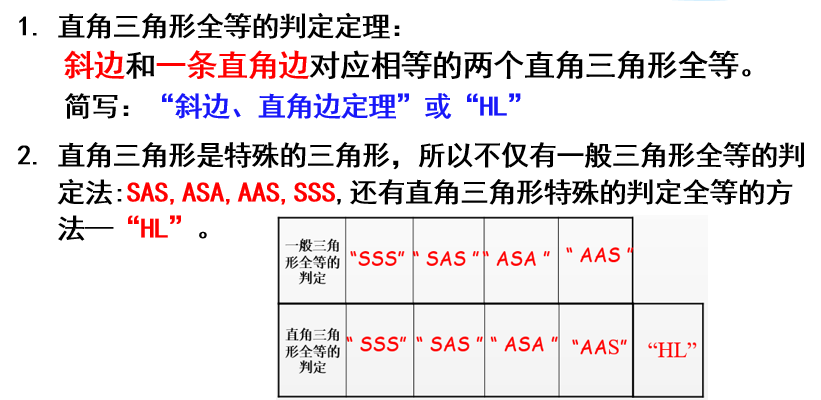 1. 直角三角形全等的判定定理：
斜边和一条直角边对应相等的两个直角三角形全等。
简写：“斜边、直角边定理”或“HL”
2. 直角三角形是特殊的三角形，所以不仅有一般三角形全等的判
定法:SAS,ASA,AAS,SSS,还有直角三角形特殊的判定全等的方
法—“HL”。
一般三角
形全等的
判定
“SSS” “ SAS ” “ ASA ” “ AAS ”
直角三角
形全等的
判定
“ SSS” “ SAS ” “ ASA ” “AAS” “HL”